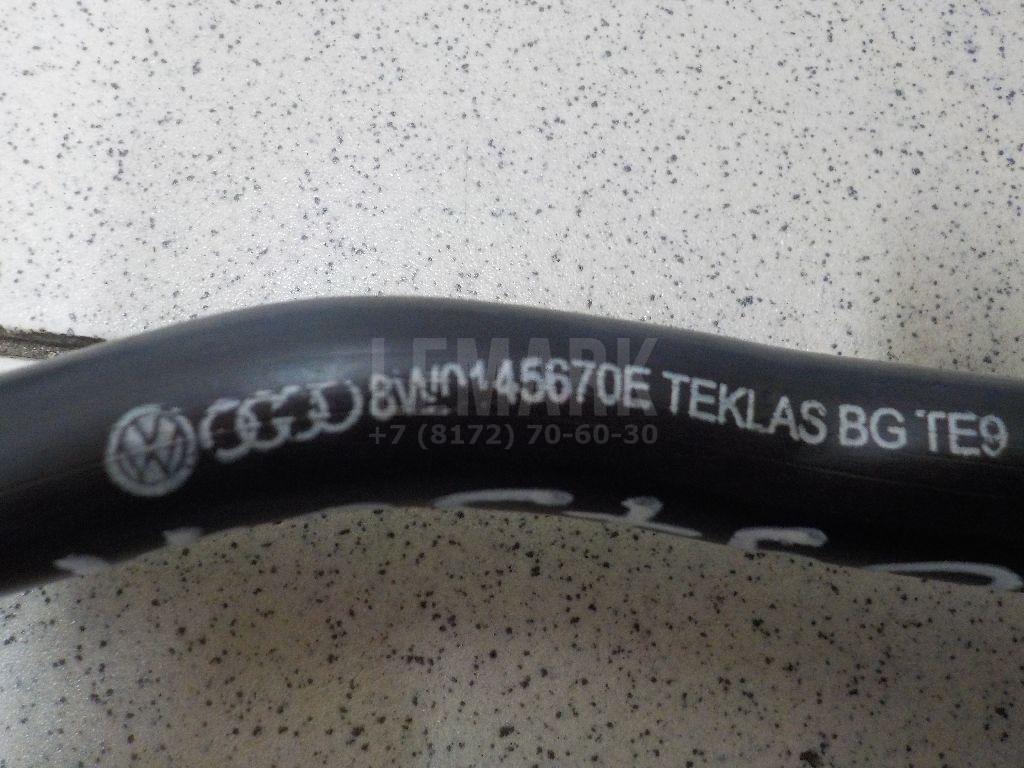 8W0145670E TEKLAS BG TE9
LEMARK
+7 (8172) 70-60-30